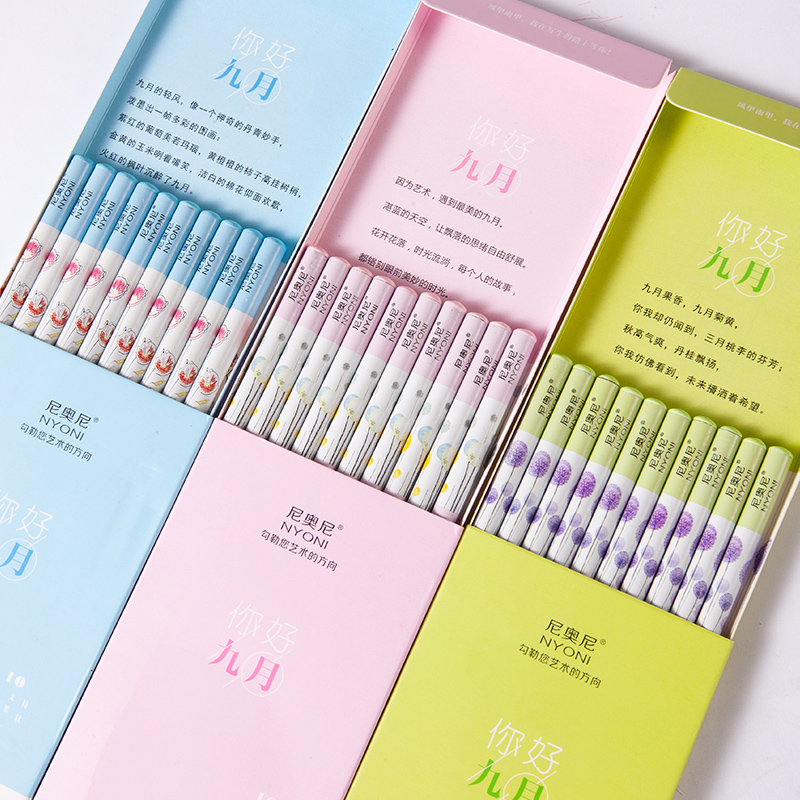 你好
九月
九月的轻风,像一个神奇的丹青妙手,
泼墨出一帧多彩的图画:
紫红的葡萄美若玛瑙,黄橙橙的柿子高挂树梢,
金黄的玉米咧着嘴笑,洁白的棉花仰面欢歌,
火红的枫叶沉醉了九月。
尼奥尼® NYONI
尼奥尼®
NYONI
勾勒您艺术的方向
你好
月
10
你好
九月
因为艺术,遇到最美的九月。
湛蓝的天空,让飘落的思绪自由舒展。
花开花落,时光流淌,每个人的故事,
都铭刻到眼前美妙的时光。
尼奥尼® NYONI
尼奥尼®
NYONI
勾勒您艺术的方向
你好
九月
你好
九月
九月果香,九月菊黄,
你我却仍闻到,三月桃李的芬芳;
秋高气爽,丹桂飘扬,
你我仿佛看到,未来播洒着希望。
尼奥尼® NYONI
尼奥尼®
NYONI
勾勒您艺术的方向
你好
九月